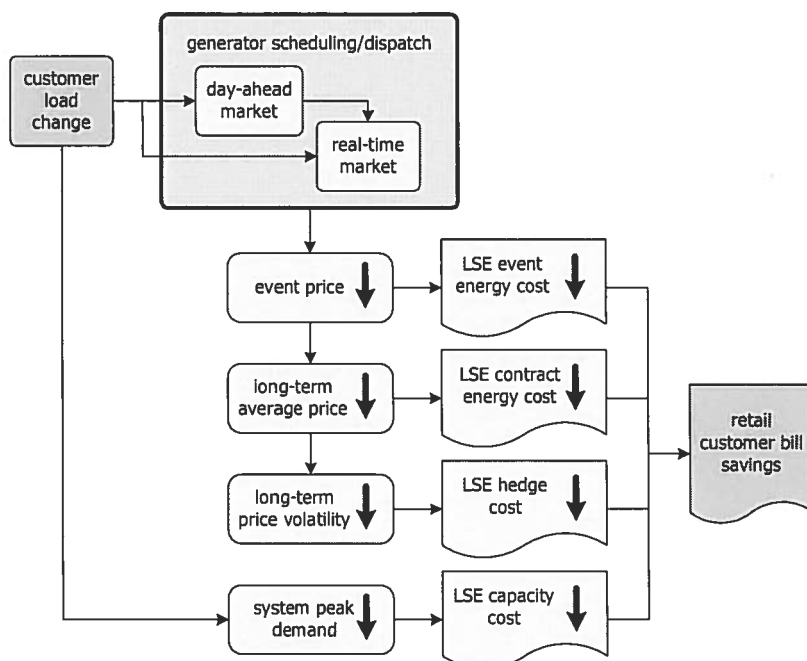 generator scheduling/dispatch
customer
load
change
day-ahead
market
real-time
market
event price
LSE event
energy cost
long-term
average price
LSE contract
energy cost
retail
customer bill
savings
long-term
price volatility
LSE hedge
cost
system peak
demand
LSE capacity
cost